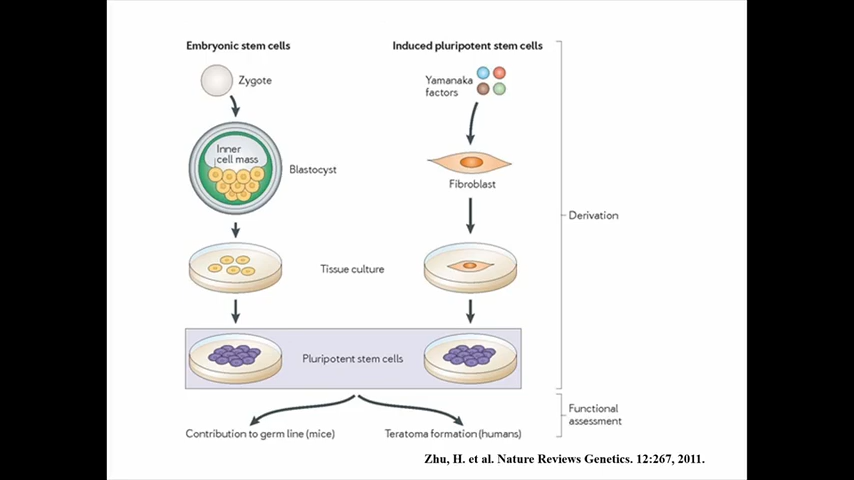 Embryonic stem cells
Induced pluripotent stem cells
Zygote
Yamanaka
factors
Inner
cell mass
Blastocyst
Fibroblast
Derivation
Tissue culture
Pluripotent stem cells
Functional
assessment
Contribution to germ line (mice)
Teratoma formation (humans)
Zhu, H. et al. Nature Reviews Genetics. 12:267, 2011.